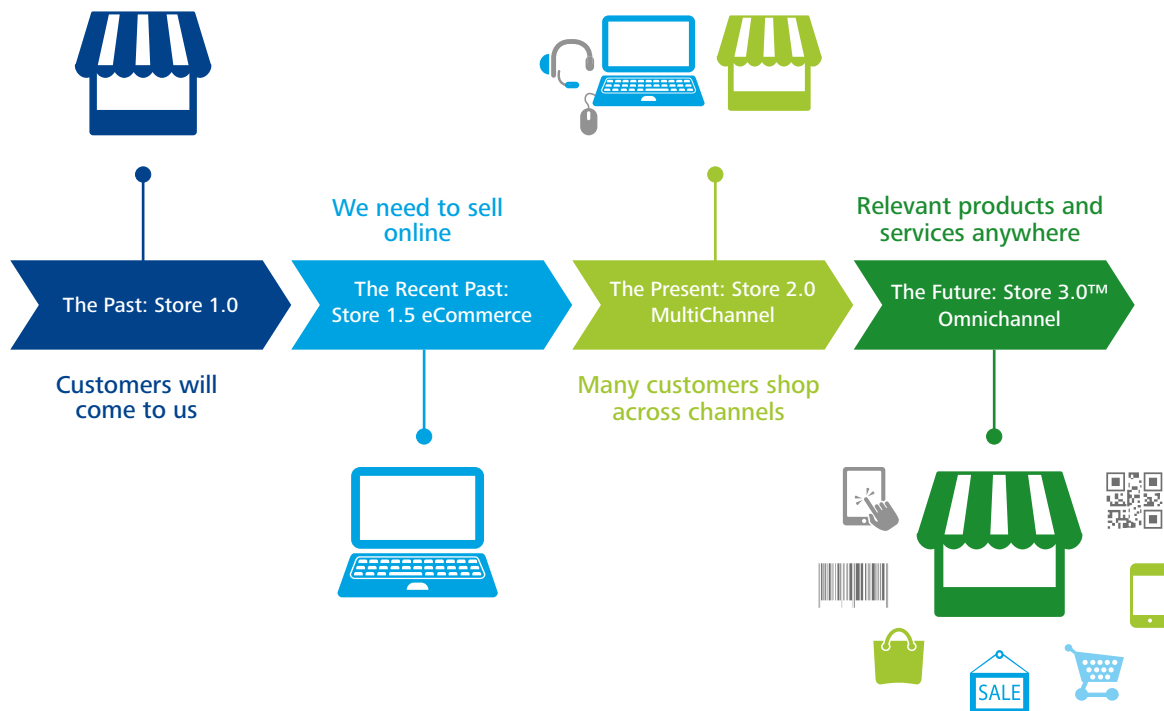 We need to sell
online
Relevant products and
services anywhere
The Past: Store 1.0
The Recent Past:
Store 1.5 eCommerce
The Present: Store 2.0
MultiChannel
The Future: Store 3.0™
Omnichannel
Customers will
come to us
Many customers shop
across channels
SALE